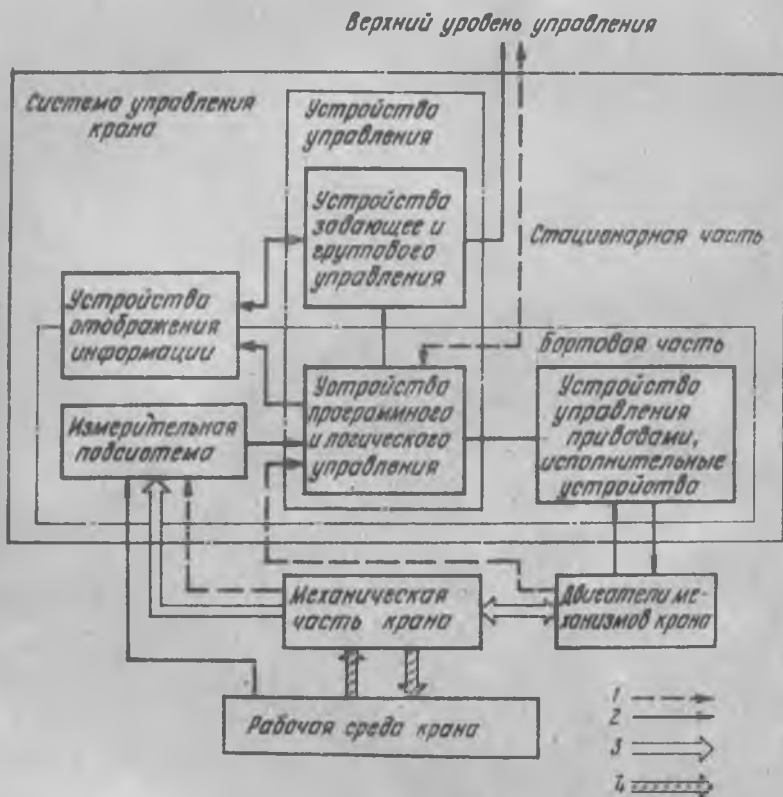 Верхний уровень управления
Система управления
крана
Устройства
управления
Устройства
задающее и
группового
управления
Стационарная часть
Устройства
отображения
информации
Бортовая часть
Устройства
программного
и логического
управления
Устройства
управления
приводами,
исполнительные
устройства
Измерительная
подсистема
Механическая
часть крана
Двигатели ме-
ханизмов крана
Рабочая среда крана
1
2
3
4